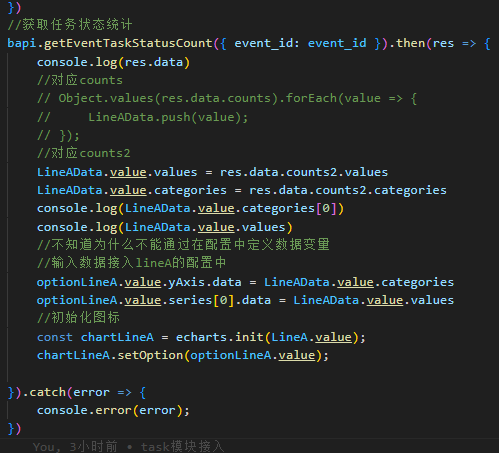 })
//获取任务状态统计
bapi.getEventTaskStatusCount({ event_id: event_id }).then(res => {
    console.log(res.data)
    //对应counts
    // Object.values(res.data.counts).forEach(value => {
    //     LineAData.push(value);
    // });
    //对应counts2
    LineAData.value.values = res.data.counts2.values
    LineAData.value.categories = res.data.counts2.categories
    console.log(LineAData.value.categories[0])
    console.log(LineAData.value.values)
    //不知道为什么不能通过在配置中定义数据变量
    //输入数据接入lineA的配置中
    optionLineA.value.yAxis.data = LineAData.value.categories
    optionLineA.value.series[0].data = LineAData.value.values
    //初始化图标
    const chartLineA = echarts.init(LineA.value);
    chartLineA.setOption(optionLineA.value);

}).catch(error => {
    console.error(error);
})
You, 3小时前 • task模块接入